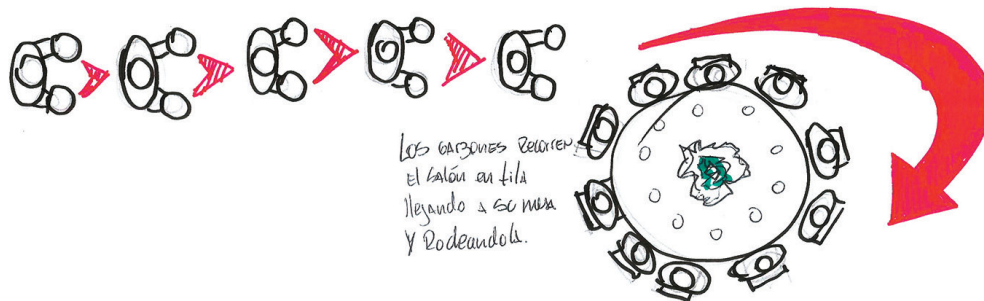 Los garzones recorren
el salón en fila
llegando a su mesa
y rodeandola.